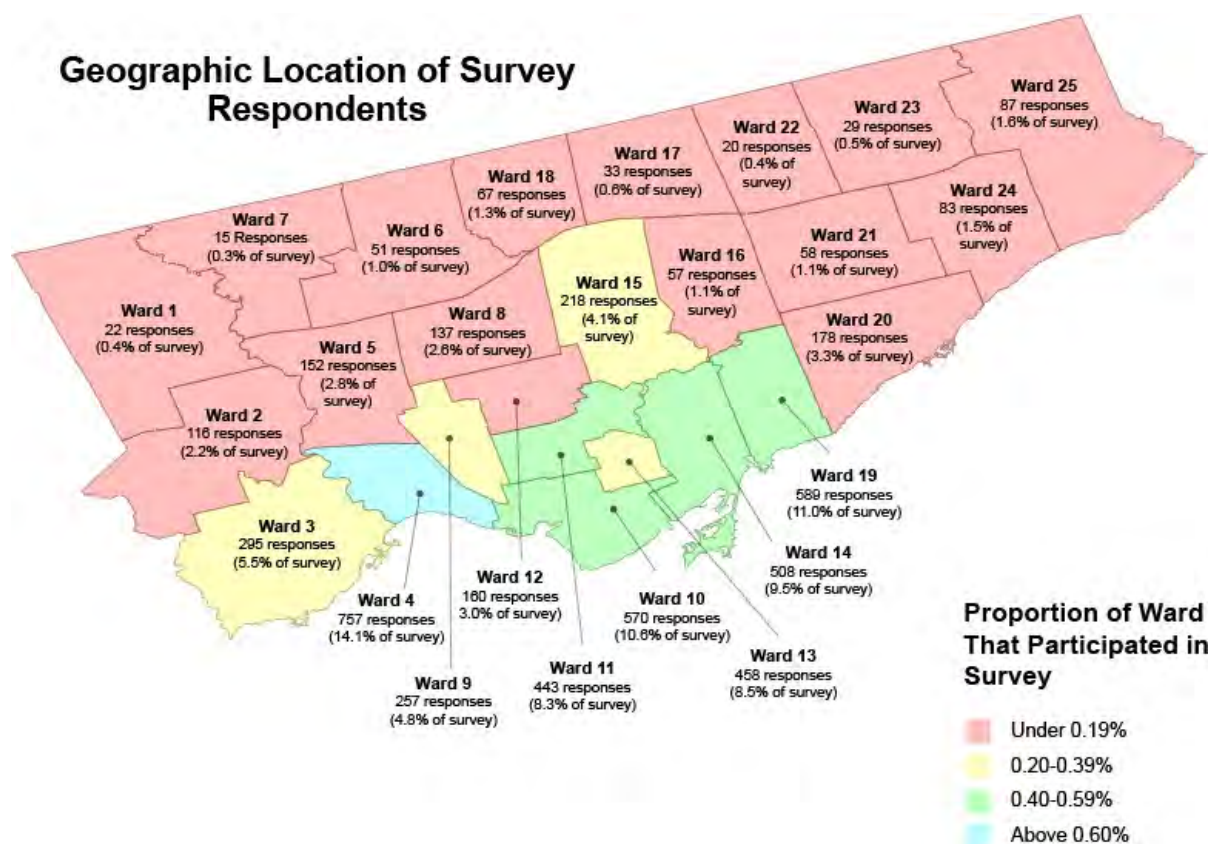 Geographic Location of Survey
Respondents
Ward 25
87 responses
(1.6% of survey)
Ward 23
29 responses
(0.5% of survey)
Ward 22
20 responses
(0.4% of
survey)
Ward 17
33 responses
(0.6% of survey)
Ward 18
67 responses
(1.3% of survey)
Ward 24
83 responses
(1.5% of survey)
Ward 7
15 Responses
(0.3% of survey)
Ward 6
51 responses
(1.0% of survey)
Ward 21
58 responses
(1.1% of survey)
Ward 16
57 responses
(1.1% of
survey)
Ward 15
218 responses
(4.1% of
survey)
Ward 1
22 responses
(0.4% of survey)
Ward 8
137 responses
(2.6% of survey)
Ward 20
178 responses
(3.3% of survey)
Ward 5
152 responses
(2.8% of
survey)
Ward 2
116 responses
(2.2% of survey)
Ward 19
589 responses
(11.0% of survey)
Ward 3
295 responses
(5.5% of survey)
Ward 14
508 responses
(9.5% of survey)
Ward 12
160 responses
3.0% of survey)
Ward 4
757 responses
(14.1% of survey)
Ward 10
570 responses
(10.6% of survey)
Ward 13
458 responses
(8.5% of survey)
Ward 11
443 responses
(8.3% of survey)
Ward 9
257 responses
(4.8% of survey)
Proportion of Ward
That Participated in
Survey
Under 0.19%
0.20-0.39%
0.40-0.59%
Above 0.60%